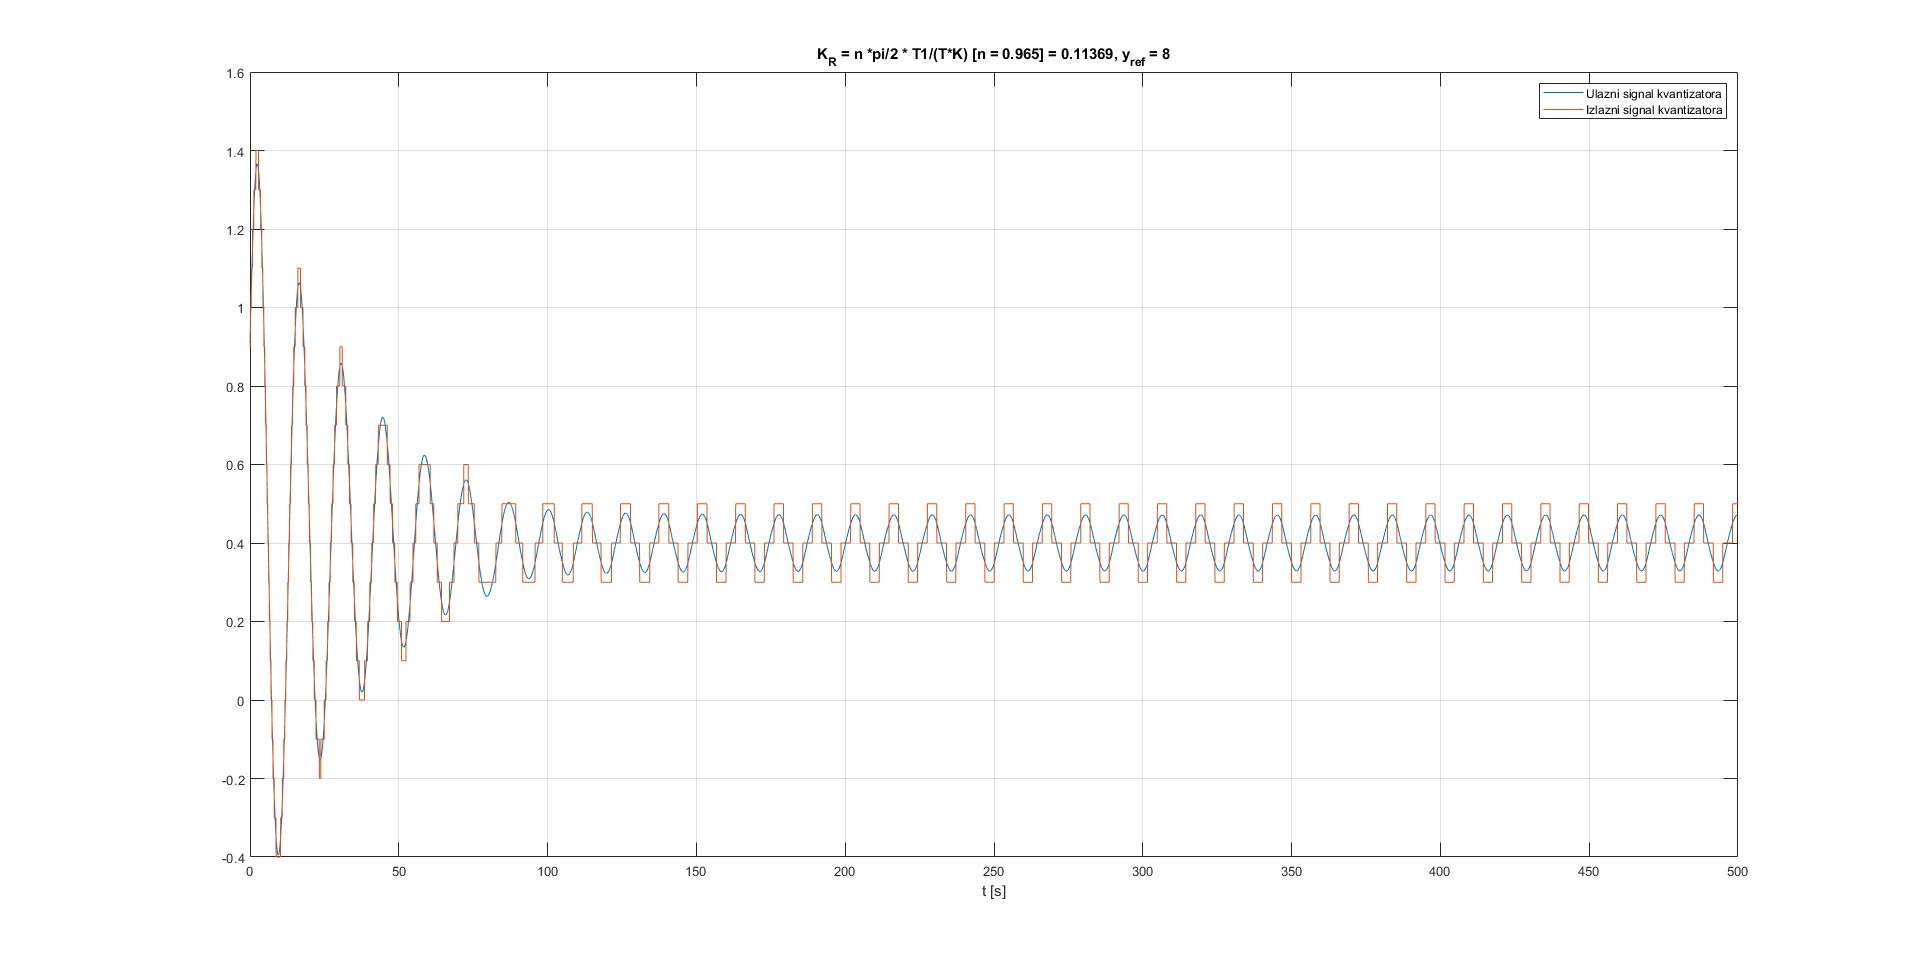 K_R = n *pi/2 * T1/(T*K) [n = 0.965] = 0.11369, y_ref = 8
Ulazni signal kvantizatora
Izlazni signal kvantizatora
1.6
1.4
1.2
1
0.8
0.6
0.4
0.2
0
-0.2
-0.4
0 50 100 150 200 250 300 350 400 450 500
t [s]